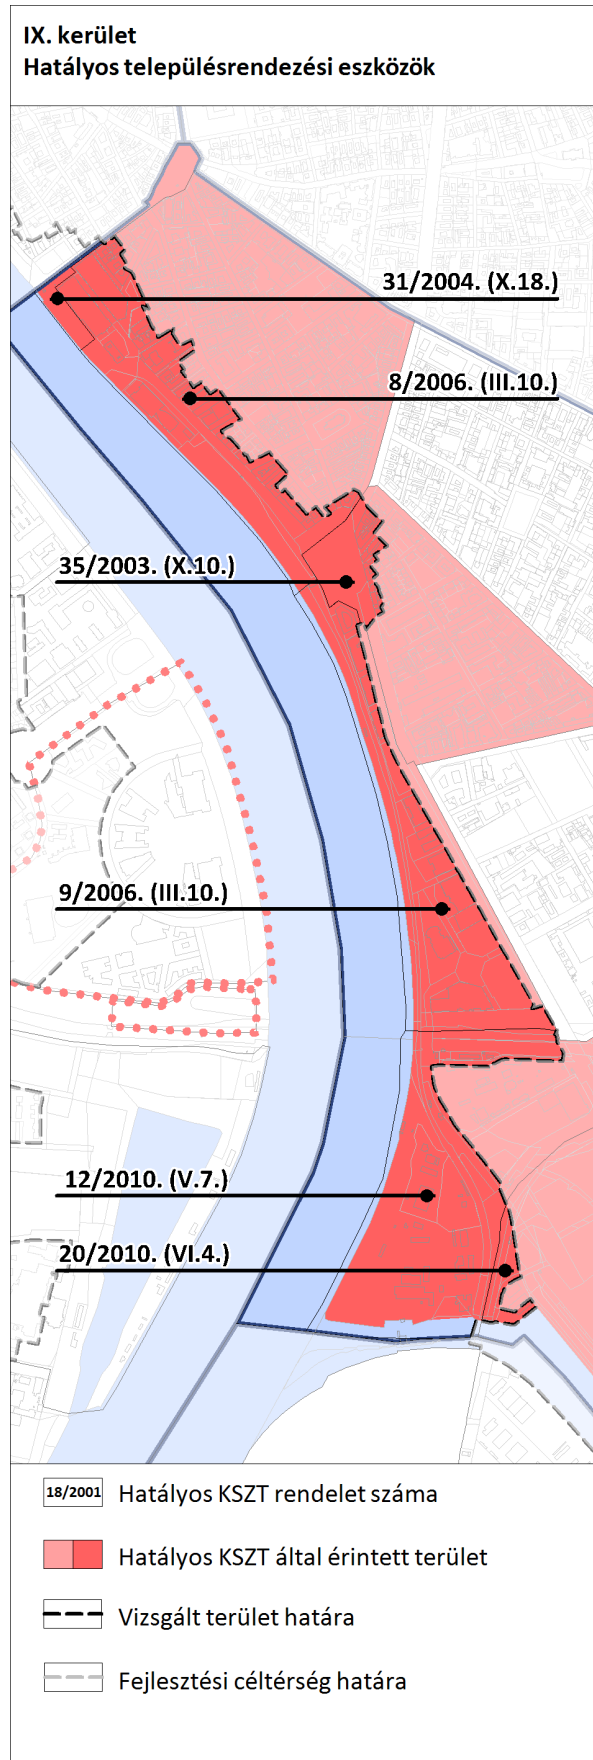 IX. kerület
Hatályos településrendezési eszközök
31/2004. (X.18.)
8/2006. (III.10.)
35/2003. (X.10.)
9/2006. (III.10.)
12/2010. (V.7.)
20/2010. (VI.4.)
18/2001 Hatályos KSZT rendelet száma
Hatályos KSZT által érintett terület
Vizsgált terület határa
Fejlesztési céltérség határa